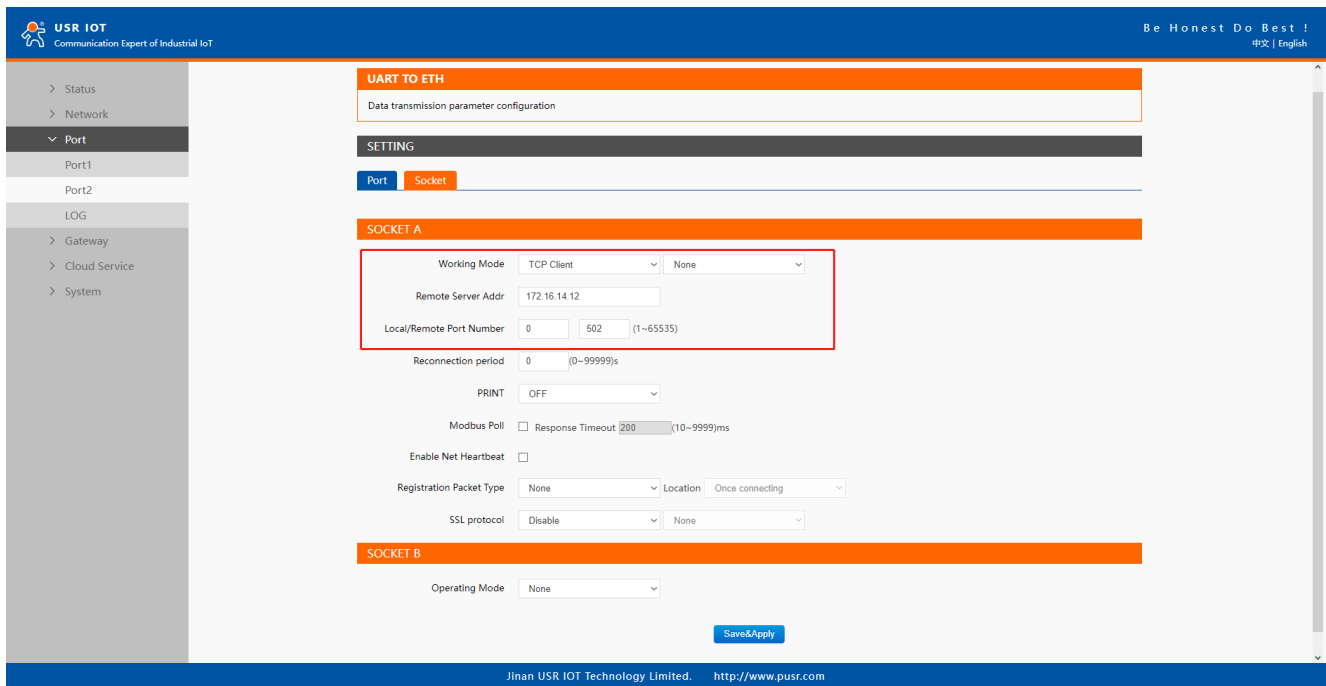 USR IOT
Communication Expert of Industrial IoT
Be Honest Do Best !
中文 | English
Status
Network
Port
Port1
Port2
LOG
Gateway
Cloud Service
System
UART TO ETH
Data transmission parameter configuration
SETTING
Port Socket
SOCKET A
Working Mode TCP Client None
Remote Server Addr 172.16.14.12
Local/Remote Port Number 0 502 (1~65535)
Reconnection period 0 (0~99999)s
PRINT OFF
Modbus Poll Response Timeout 200 (10~9999)ms
Enable Net Heartbeat
Registration Packet Type None Location Once connecting
SSL protocol Disable None
SOCKET B
Operating Mode None
Save&Apply
Jinan USR IOT Technology Limited. http://www.pusr.com